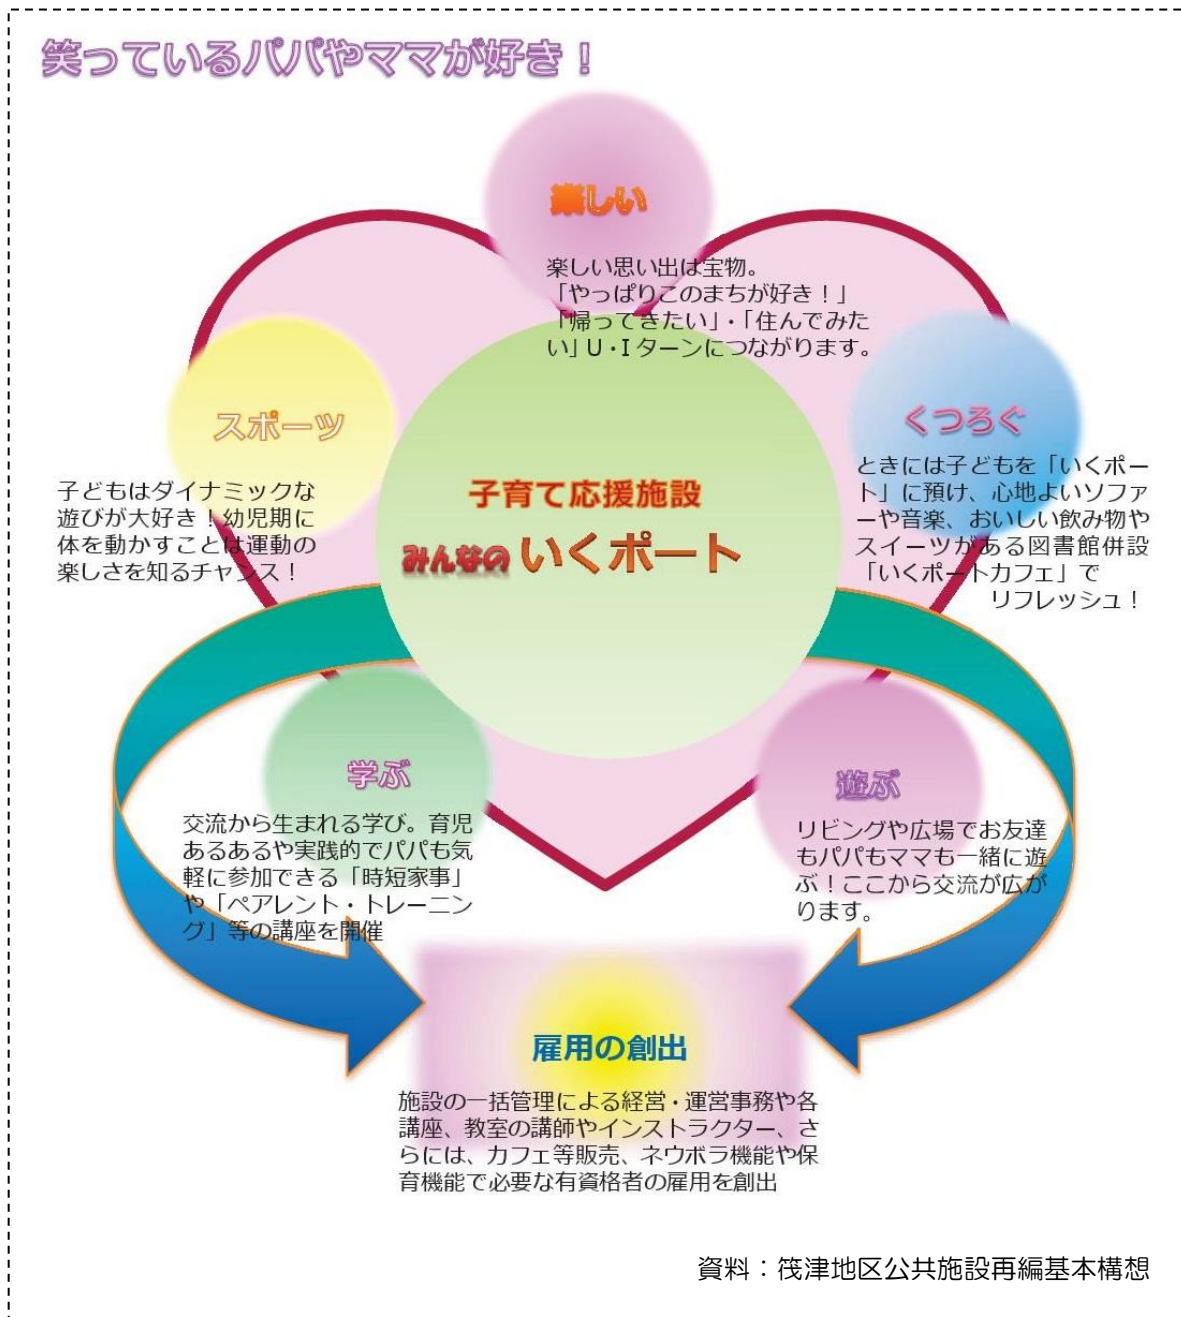 笑っているパパやママが好き！
楽しい
楽しい思い出は宝物。
「やっぱりこのまちが好き！」
「帰ってきたい」・「住んでみた
い」U・Iターンにつながります。
スポーツ
子どもはダイナミックな
遊びが大好き！幼児期に
体を動かすことは運動の
楽しさを知るチャンス！
くつろぐ
ときには子どもを「いくポー
ト」に預け、心地よいソファ
ーや音楽、おいしい飲み物や
スイーツがある図書館併設
「いくポートカフェ」で
リフレッシュ！
子育て応援施設
みんなの いくポート
学ぶ
交流から生まれる学び。育児
あるあるや実践的でパパも気
軽に参加できる「時短家事」
や「ペアレント・トレーニン
グ」等の講座を開催
遊ぶ
リビングや広場でお友達
もパパもママも一緒に遊
ぶ！ここから交流が広が
ります。
雇用の創出
施設の一括管理による経営・運営事務や各
講座、教室の講師やインストラクター、さ
らには、カフェ等販売、ネウボラ機能や保
育機能で必要な有資格者の雇用を創出
資料：筏津地区公共施設再編基本構想